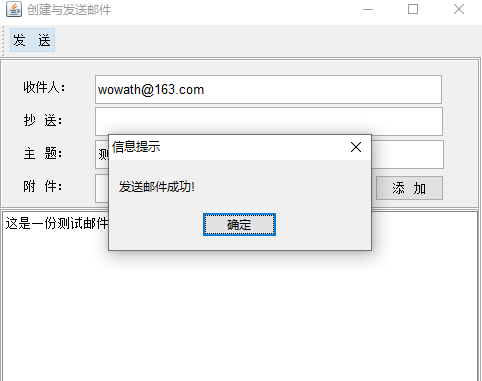 创建与发送邮件
发 送
收件人： wowath@163.com
抄 送：
主 题： 测
附 件： 添 加
信息提示
发送邮件成功!
确定
这是一份测试邮件